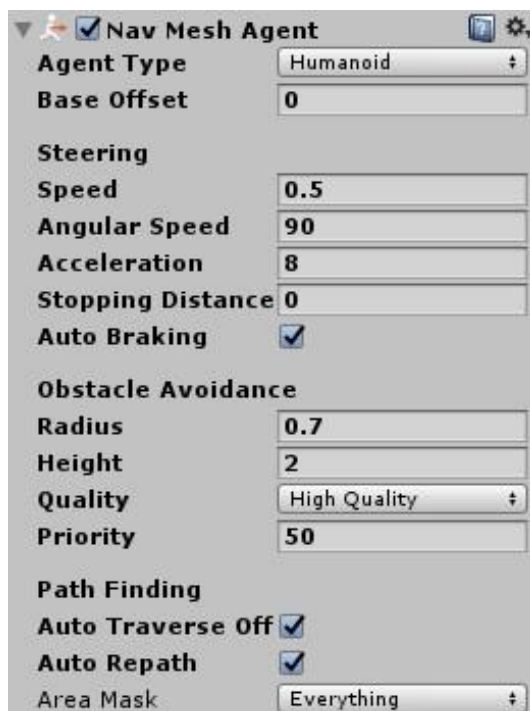 Nav Mesh Agent
Agent Type Humanoid
Base Offset 0
Steering
Speed 0.5
Angular Speed 90
Acceleration 8
Stopping Distance 0
Auto Braking
Obstacle Avoidance
Radius 0.7
Height 2
Quality High Quality
Priority 50
Path Finding
Auto Traverse Off
Auto Repath
Area Mask Everything